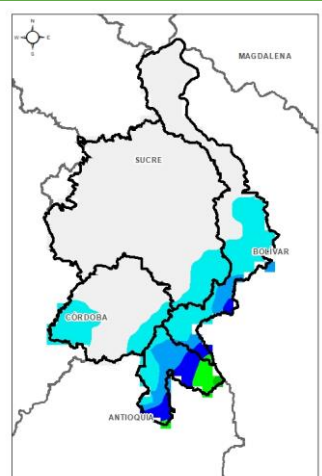 N
W E
S
MAGDALENA
SUCRE
BOLIVAR
CORDOBA
ANTIOQUIA